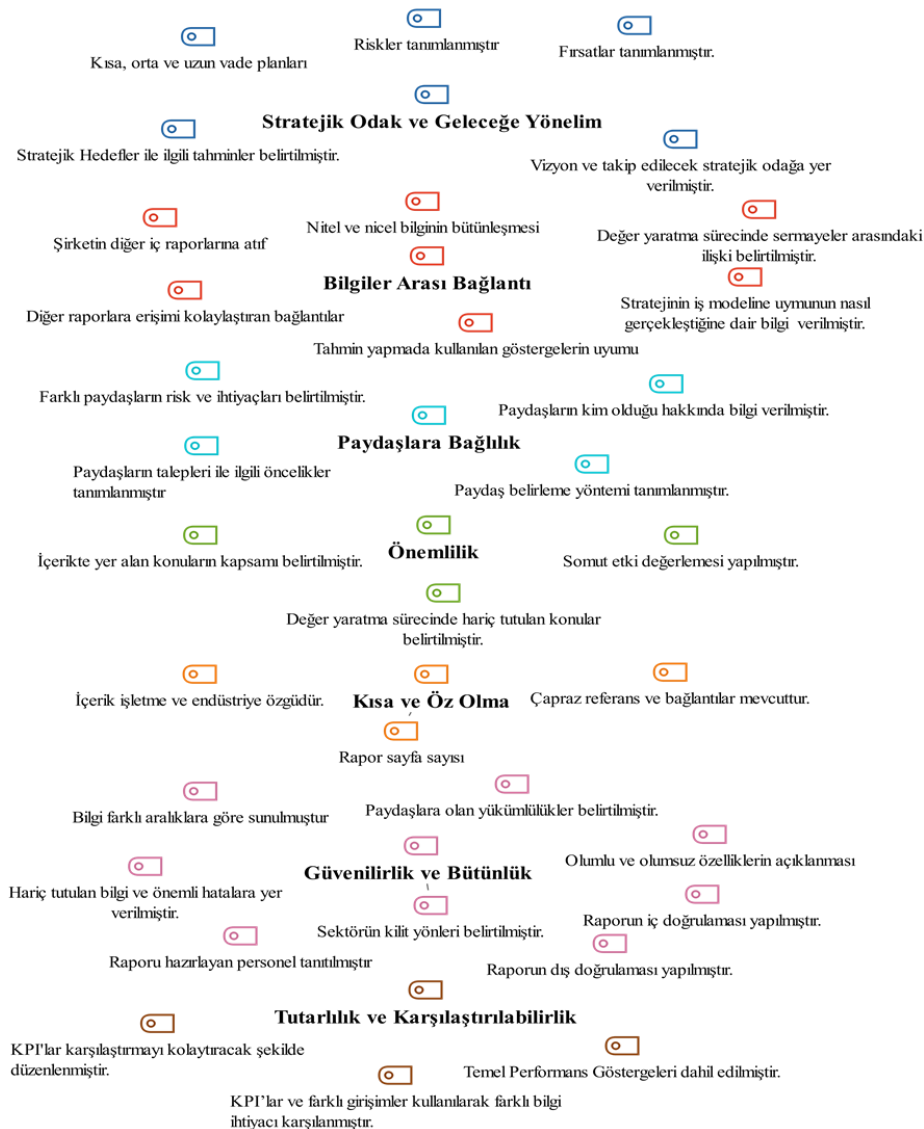 Riskler tanımlanmıştır
Fırsatlar tanımlanmıştır.
Kısa, orta ve uzun vade planları
Stratejik Odak ve Geleceğe Yönelim
Stratejik Hedefler ile ilgili tahminler belirtilmiştir.
Vizyon ve takip edilecek stratejik odağa yer
verilmiştir.
Nitel ve nicel bilginin bütünleşmesi
Şirketin diğer iç raporlarına atıf
Değer yaratma sürecinde sermayeler arasındaki
ilişki belirtilmiştir.
Bilgiler Arası Bağlantı
Diğer raporlara erişimi kolaylaştıran bağlantılar
Stratejinin iş modeline uymunun nasıl
gerçekleştiğine dair bilgi verilmiştir.
Tahmin yapmada kullanılan göstergelerin uyumu
Farklı paydaşların risk ve ihtiyaçları belirtilmiştir.
Paydaşların kim olduğu hakkında bilgi verilmiştir.
Paydaşlara Bağlılık
Paydaşların talepleri ile ilgili öncelikler
tanımlanmıştır
Paydaş belirleme yöntemi tanımlanmıştır.
Önemlilik
İçerikte yer alan konuların kapsamı belirtilmiştir.
Somut etki değerlemesi yapılmıştır.
Değer yaratma sürecinde hariç tutulan konular
belirtilmiştir.
İçerik işletme ve endüstriye özgüdür.
Kısa ve Öz Olma
Çapraz referans ve bağlantılar mevcuttur.
Rapor sayfa sayısı
Bilgi farklı aralıklara göre sunulmuştur
Paydaşlara olan yükümlülükler belirtilmiştir.
Olumlu ve olumsuz özelliklerin açıklanması
Güvenilirlik ve Bütünlük
Hariç tutulan bilgi ve önemli hatalara yer
verilmiştir.
Raporun iç doğrulaması yapılmıştır.
Sektörün kilit yönleri belirtilmiştir.
Raporu hazırlayan personel tanıtılmıştır
Raporun dış doğrulaması yapılmıştır.
Tutarlılık ve Karşılaştırılabilirlik
KPI'lar karşılaştırmayı kolaytıracak şekilde
düzenlenmiştir.
Temel Performans Göstergeleri dahil edilmiştir.
KPI’lar ve farklı girişimler kullanılarak farklı bilgi
ihtiyacı karşılanmıştır.